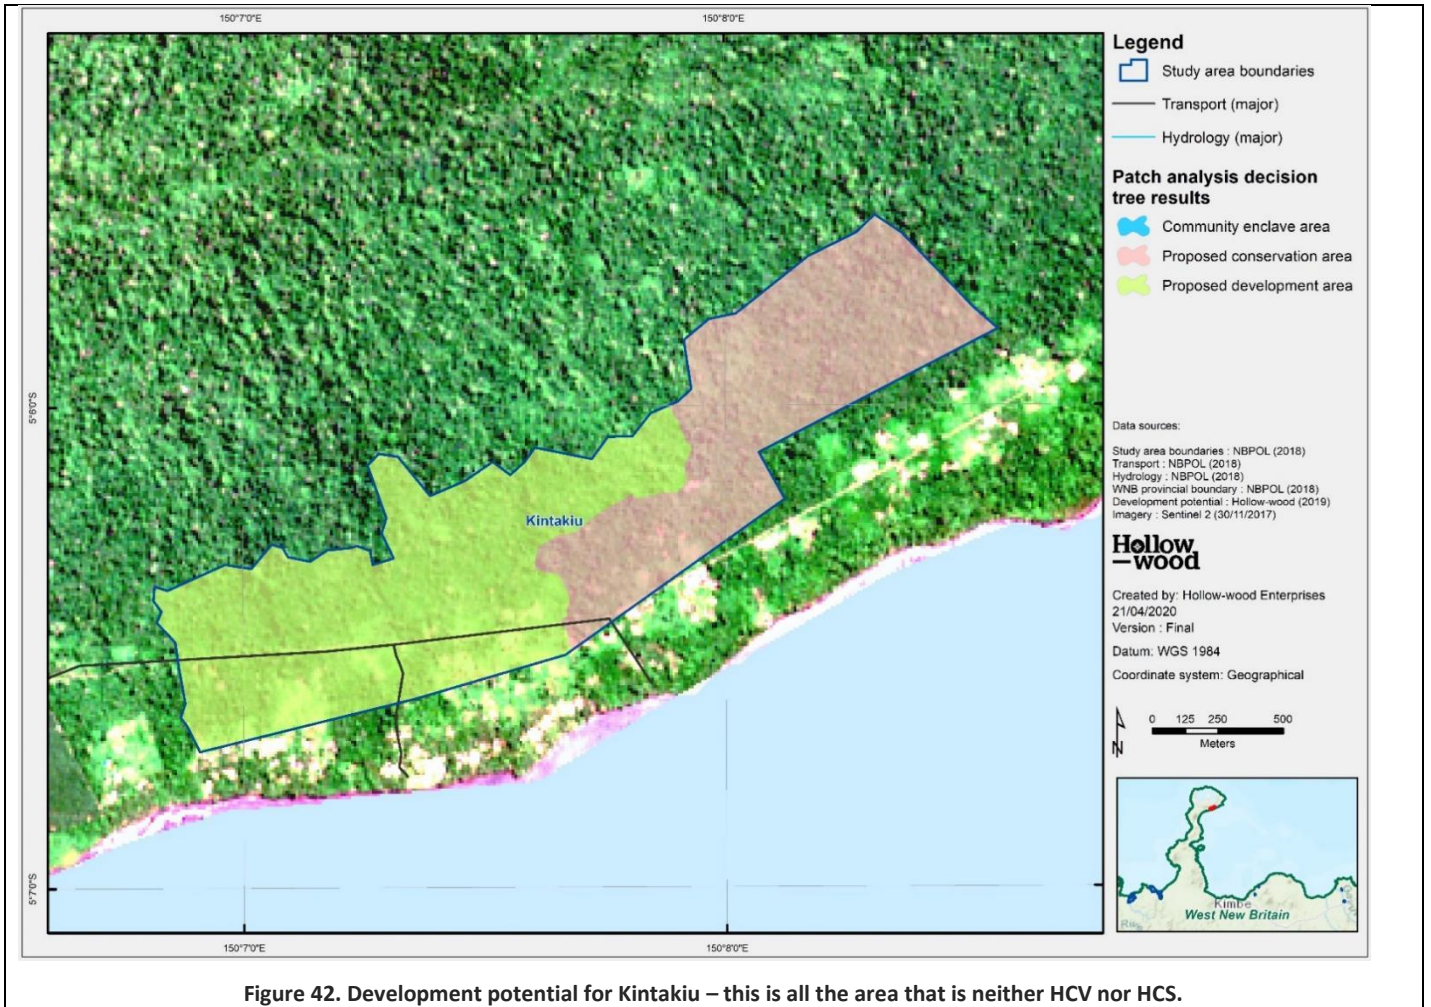 150°7'0"E 150°8'0"E
5°6'0"S
5°7'0"S
Kintakiu
150°7'0"E 150°8'0"E
Legend
Study area boundaries
Transport (major)
Hydrology (major)
Patch analysis decision
tree results
Community enclave area
Proposed conservation area
Proposed development area
Data sources:
Study area boundaries : NBPOL (2018)
Transport : NBPOL (2018)
Hydrology : NBPOL (2018)
WNB provincial boundary : NBPOL (2018)
Development potential : Hollow-wood (2019)
Imagery : Sentinel 2 (30/11/2017)
Hollow
—wood
Created by: Hollow-wood Enterprises
21/04/2020
Version : Final
Datum: WGS 1984
Coordinate system: Geographical
N
0 125 250 500
Meters
Kimbe
West New Britain
Figure 42. Development potential for Kintakiu – this is all the area that is neither HCV nor HCS.